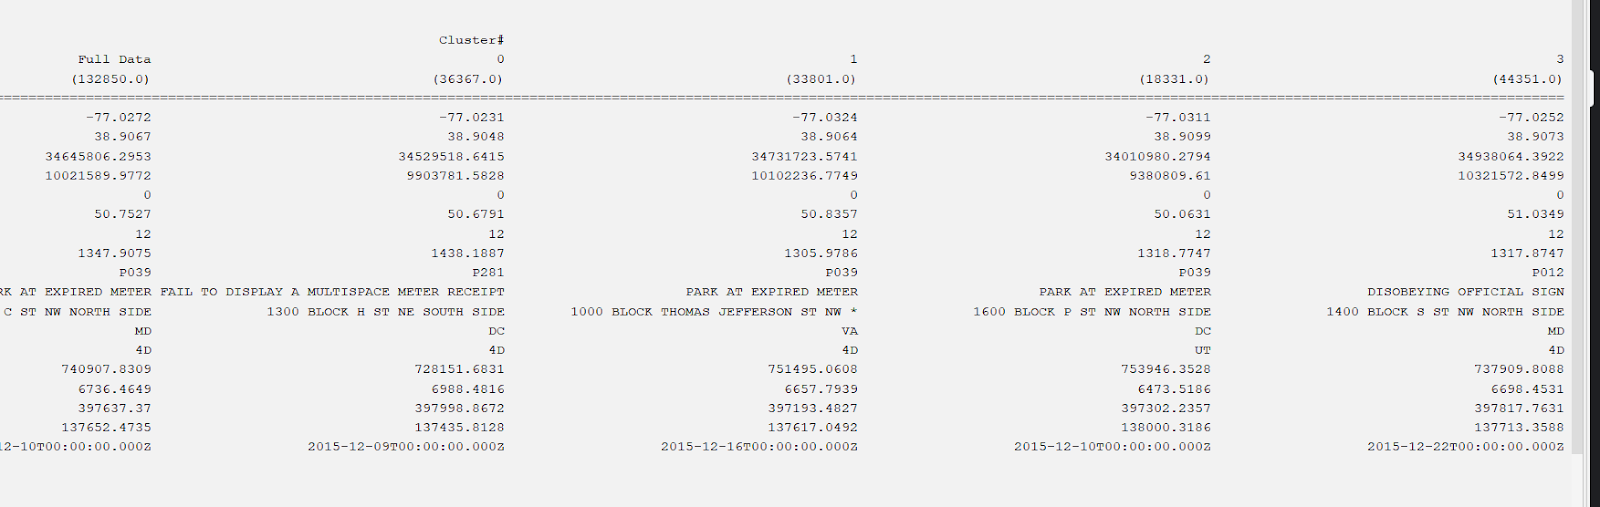 Cluster#
Full Data 0 1 2 3
(132850.0) (36367.0) (33801.0) (18331.0) (44351.0)
================================================================================
-77.0272 -77.0231 -77.0324 -77.0311 -77.0252
38.9067 38.9048 38.9064 38.9099 38.9073
34645806.2953 34529518.6415 34731723.5741 34010980.2794 34938064.3922
10021589.9772 9903781.5828 10102236.7749 9380809.61 10321572.8499
0 0 0 0 0
50.7527 50.6791 50.8357 50.0631 51.0349
12 12 12 12 12
1347.9075 1438.1887 1305.9786 1318.7747 1317.8747
P039 P281 P039 P039 P012
RK AT EXPIRED METER FAIL TO DISPLAY A MULTISPACE METER RECEIPT PARK AT EXPIRED METER PARK AT EXPIRED METER DISOBEYING OFFICIAL SIGN
C ST NW NORTH SIDE 1300 BLOCK H ST NE SOUTH SIDE 1000 BLOCK THOMAS JEFFERSON ST NW * 1600 BLOCK P ST NW NORTH SIDE 1400 BLOCK S ST NW NORTH SIDE
MD DC VA DC MD
4D 4D 4D UT 4D
740907.8309 728151.6831 751495.0608 753946.3528 737909.8088
6736.4649 6988.4816 6657.7939 6473.5186 6698.4531
397637.37 397998.8672 397193.4827 397302.2357 397817.7631
137652.4735 137435.8128 137617.0492 138000.3186 137713.3588
12-10T00:00:00.000Z 2015-12-09T00:00:00.000Z 2015-12-16T00:00:00.000Z 2015-12-10T00:00:00.000Z 2015-12-22T00:00:00.000Z